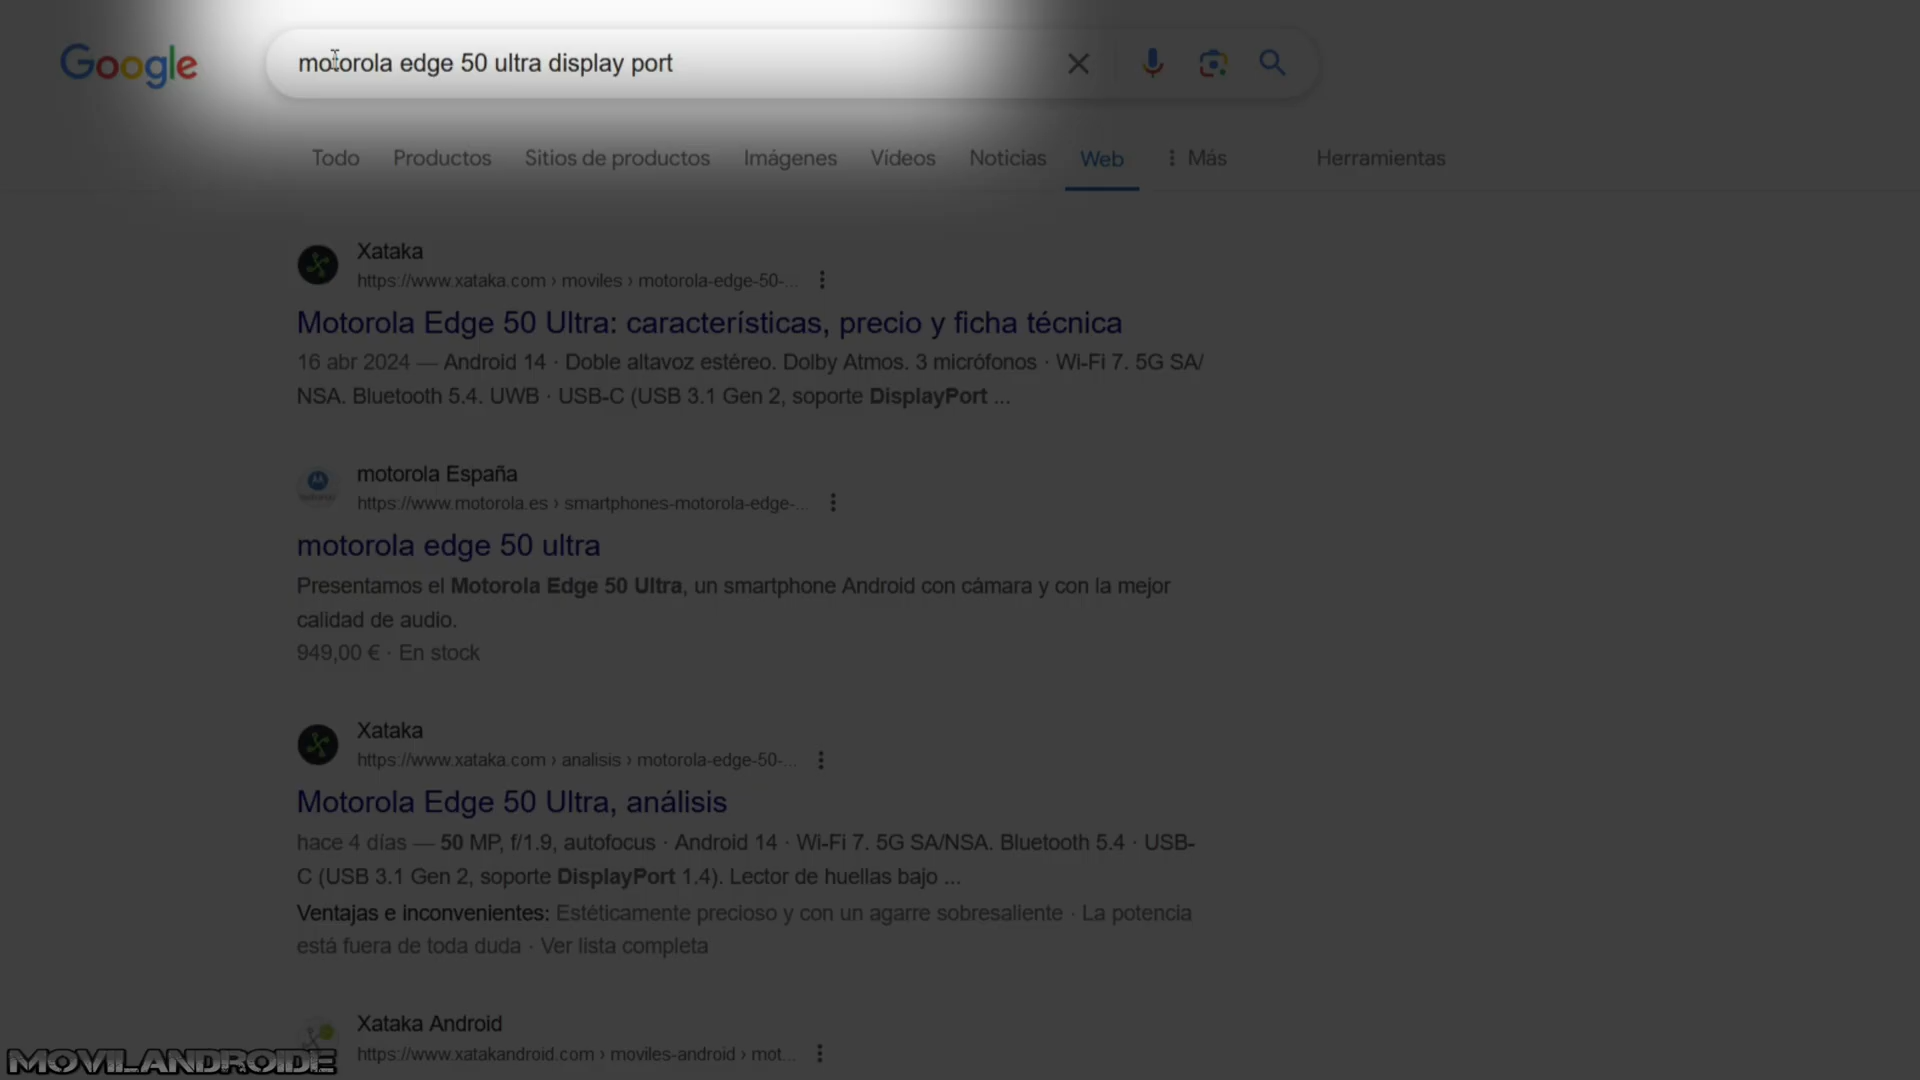 Google
motorola edge 50 ultra display port
Todo Productos Sitios de productos Imágenes Vídeos Noticias Web Más Herramientas
Xataka
https://www.xataka.com › moviles › motorola-edge-50-...
Motorola Edge 50 Ultra: características, precio y ficha técnica
16 abr 2024 — Android 14 · Doble altavoz estéreo. Dolby Atmos. 3 micrófonos · Wi-Fi 7. 5G SA/
NSA. Bluetooth 5.4. UWB · USB-C (USB 3.1 Gen 2, soporte DisplayPort ...
motorola España
https://www.motorola.es › smartphones-motorola-edge-...
motorola edge 50 ultra
Presentamos el Motorola Edge 50 Ultra, un smartphone Android con cámara y con la mejor
calidad de audio.
949,00 € · En stock
Xataka
https://www.xataka.com › analisis › motorola-edge-50-...
Motorola Edge 50 Ultra, análisis
hace 4 días — 50 MP, f/1.9, autofocus · Android 14 · Wi-Fi 7. 5G SA/NSA. Bluetooth 5.4 · USB-
C (USB 3.1 Gen 2, soporte DisplayPort 1.4). Lector de huellas bajo ...
Ventajas e inconvenientes: Estéticamente precioso y con un agarre sobresaliente · La potencia
está fuera de toda duda · Ver lista completa
Xataka Android
https://www.xatakandroid.com › moviles-android › mot...
MOVILANDROIDE